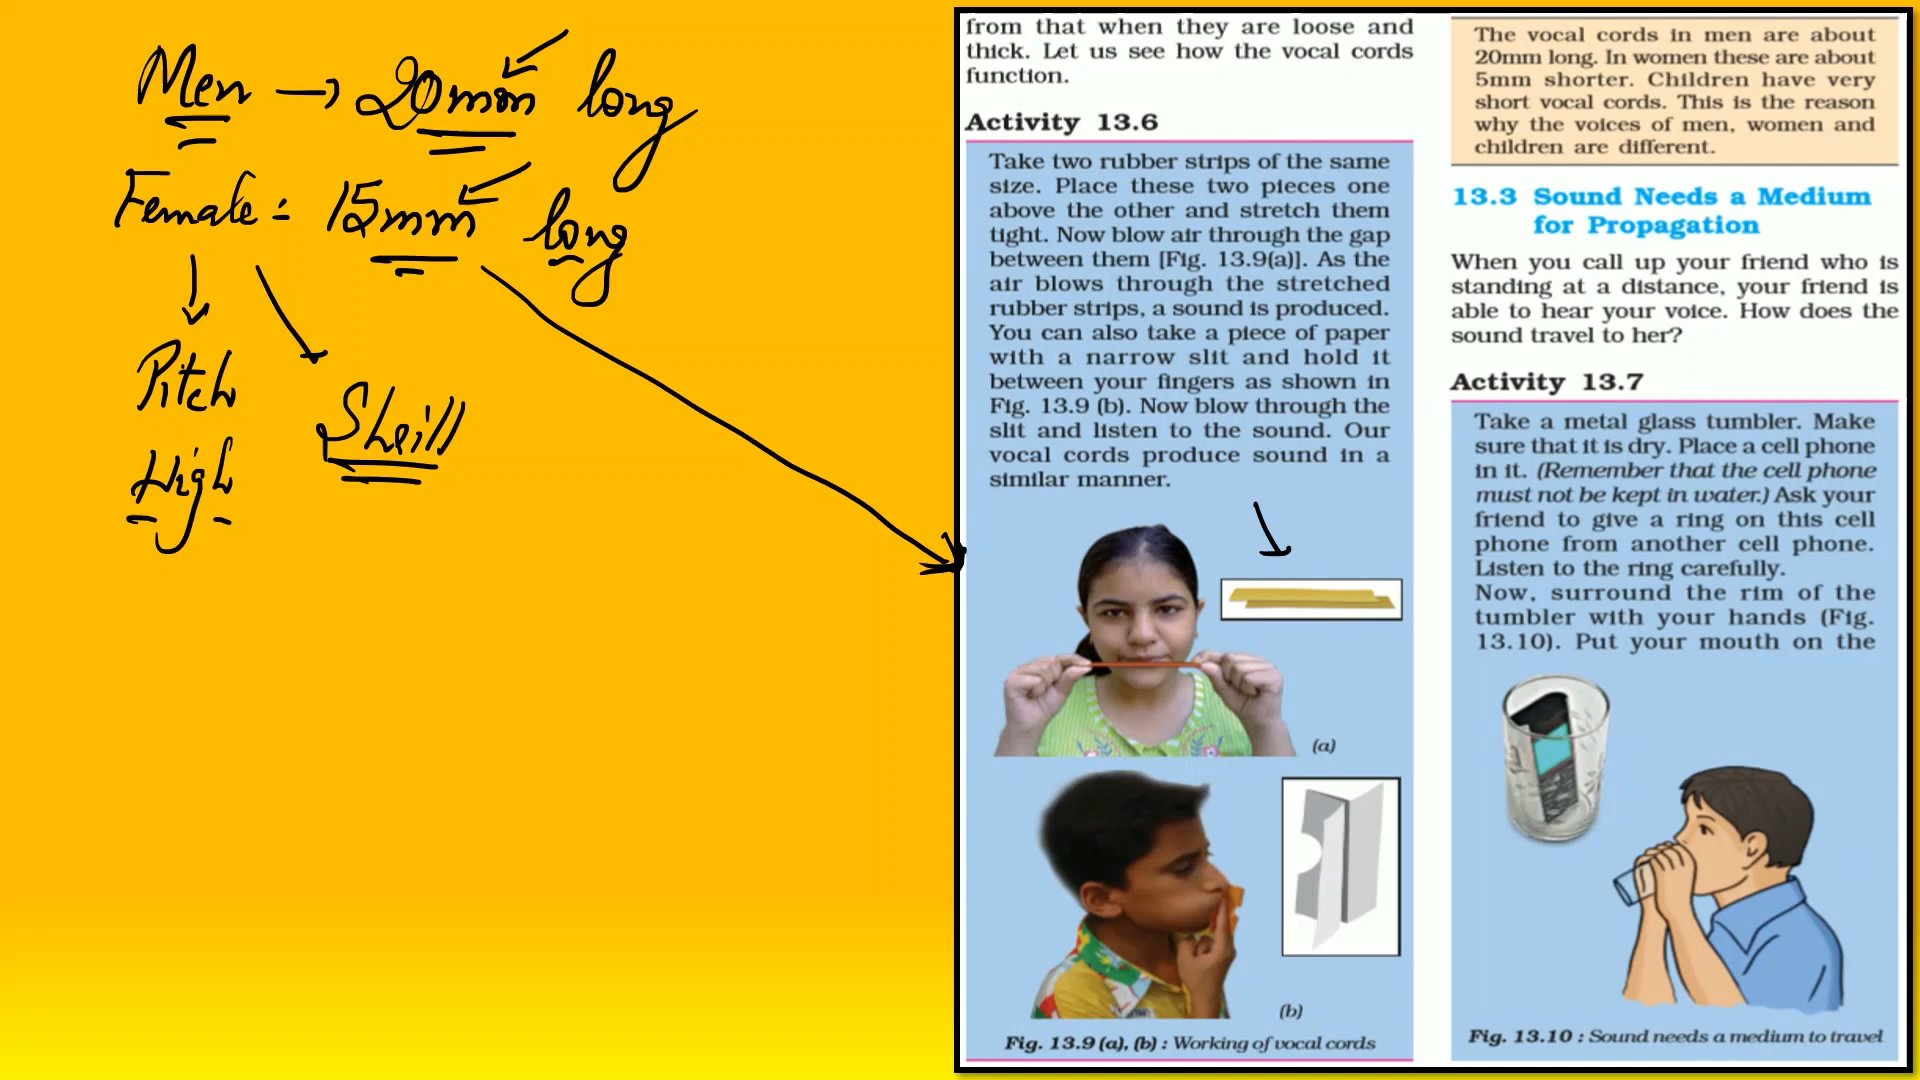 Men → 20mm long
Female = 15mm long
Pitch
High
Shrill
from that when they are loose and
thick. Let us see how the vocal cords
function.
Activity 13.6
Take two rubber strips of the same
size. Place these two pieces one
above the other and stretch them
tight. Now blow air through the gap
between them [Fig. 13.9(a)]. As the
air blows through the stretched
rubber strips, a sound is produced.
You can also take a piece of paper
with a narrow slit and hold it
between your fingers as shown in
Fig. 13.9 (b). Now blow through the
slit and listen to the sound. Our
vocal cords produce sound in a
similar manner.
(a)
(b)
Fig. 13.9 (a), (b) : Working of vocal cords
The vocal cords in men are about
20mm long. In women these are about
5mm shorter. Children have very
short vocal cords. This is the reason
why the voices of men, women and
children are different.
13.3 Sound Needs a Medium
for Propagation
When you call up your friend who is
standing at a distance, your friend is
able to hear your voice. How does the
sound travel to her?
Activity 13.7
Take a metal glass tumbler. Make
sure that it is dry. Place a cell phone
in it. (Remember that the cell phone
must not be kept in water.) Ask your
friend to give a ring on this cell
phone from another cell phone.
Listen to the ring carefully.
Now, surround the rim of the
tumbler with your hands (Fig.
13.10). Put your mouth on the
Fig. 13.10 : Sound needs a medium to travel